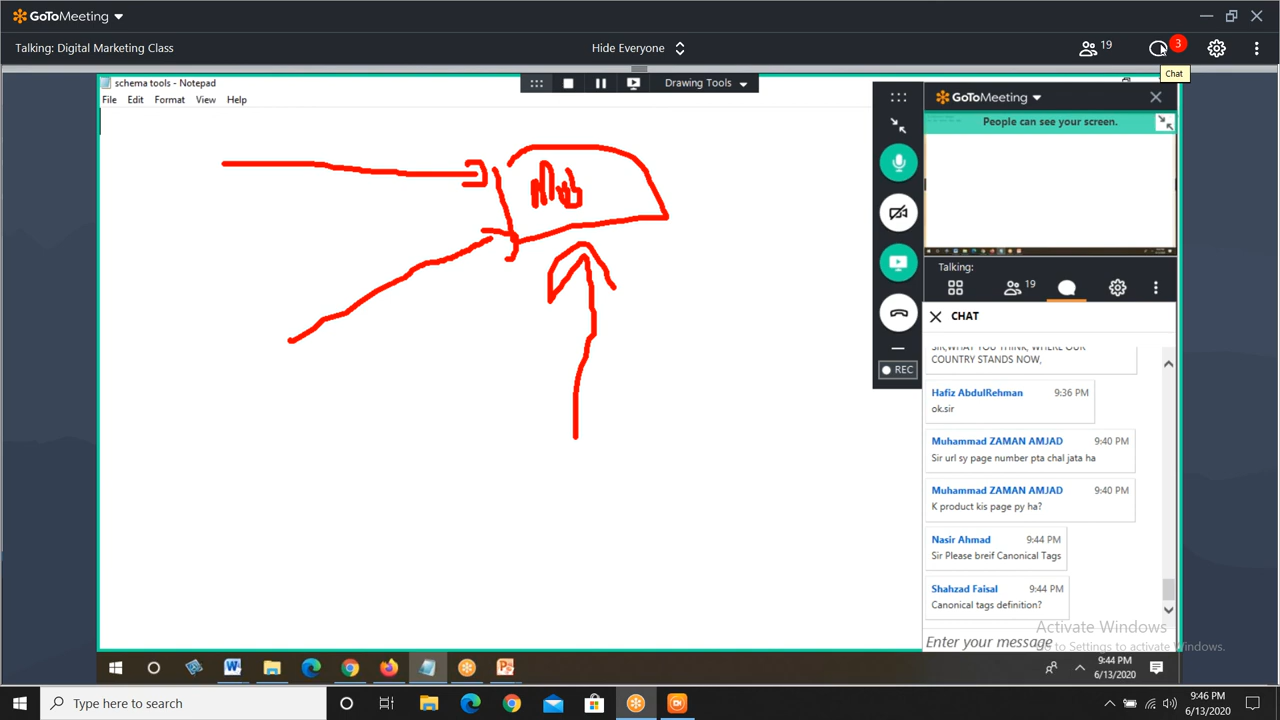 GoToMeeting
Talking: Digital Marketing Class
Hide Everyone
19
3
Chat
schema tools - Notepad
File Edit Format View Help
Drawing Tools
GoToMeeting
People can see your screen.
Talking:
19
REC
CHAT
SIR,WHAT YOU THINK, WHERE OUR
COUNTRY STANDS NOW,
Hafiz AbdulRehman 9:36 PM
ok.sir
Muhammad ZAMAN AMJAD 9:40 PM
Sir url sy page number pta chal jata ha
Muhammad ZAMAN AMJAD 9:40 PM
K product kis page py ha?
Nasir Ahmad 9:44 PM
Sir Please breif Canonical Tags
Shahzad Faisal 9:44 PM
Canonical tags definition?
Enter your message
Activate Windows
Go to Settings to activate Windows.
9:44 PM
6/13/2020
Type here to search
9:46 PM
6/13/2020